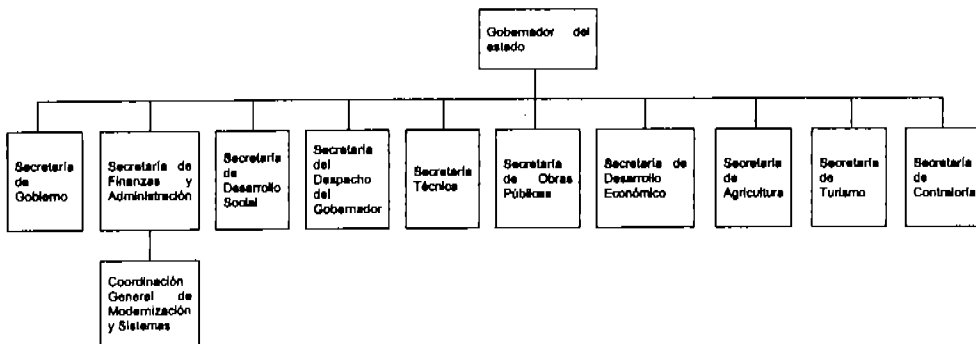 Gobernador del
estado
Secretaría
de
Gobierno
Secretaría de
Finanzas y
Administración
Secretaría
de
Desarrollo
Social
Secretaría
del
Despacho
del
Gobernador
Secretaría
Técnica
Secretaría
de Obras
Públicas
Secretaría de
Desarrollo
Económico
Secretaría
de
Agricultura
Secretaría
de
Turismo
Secretaría
de
Contraloría
Coordinación
General de
Modernización
y Sistemas